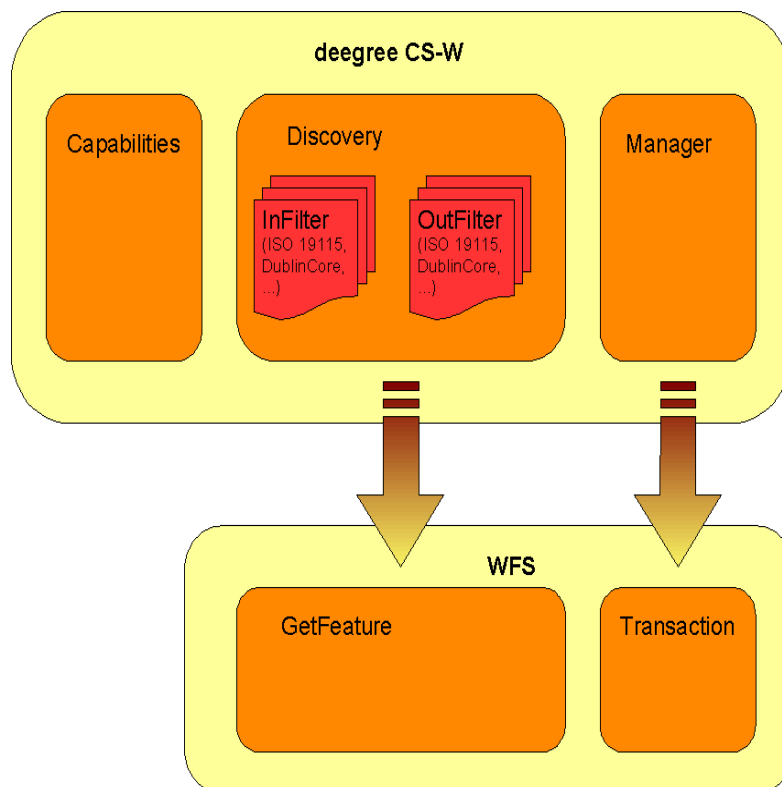 deegree CS-W
Capabilities
Discovery
Manager
InFilter
(ISO 19115,
DublinCore,
...)
OutFilter
(ISO 19115,
DublinCore,
...)
WFS
GetFeature
Transaction